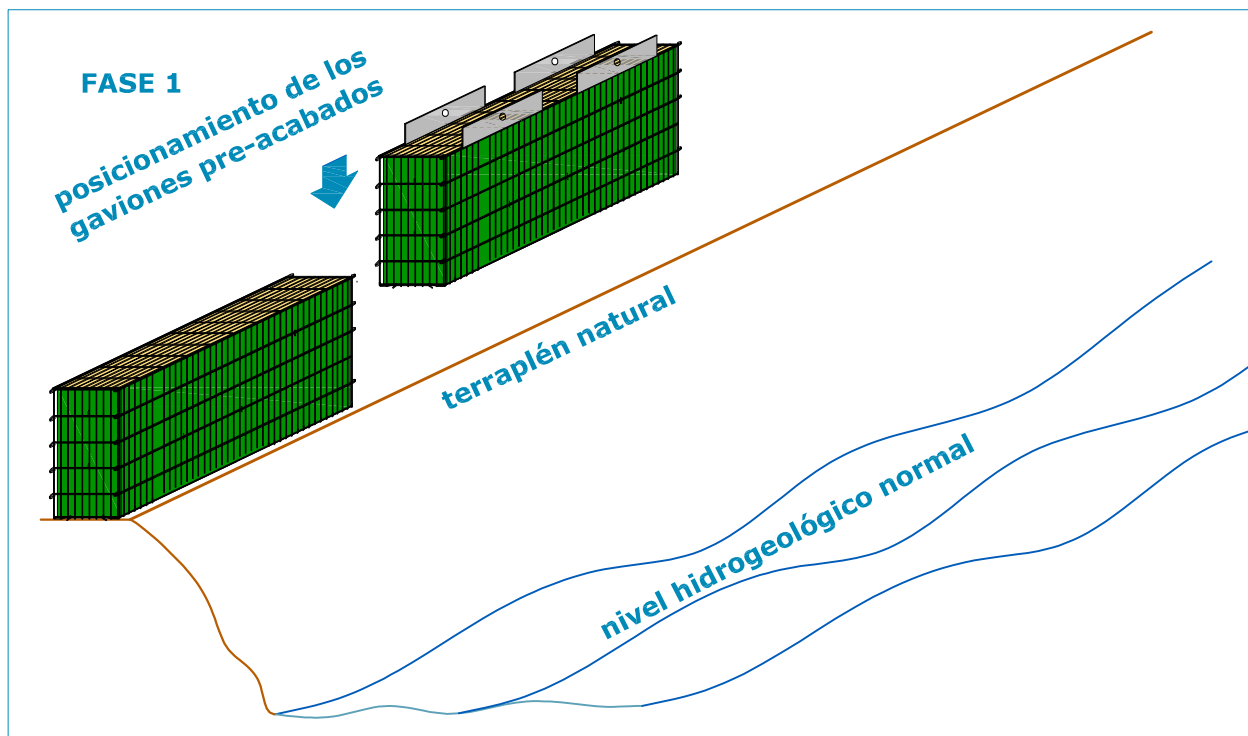 FASE 1
posicionamiento de los
gaviones pre-acabados
terraplén natural
nivel hidrogeológico normal